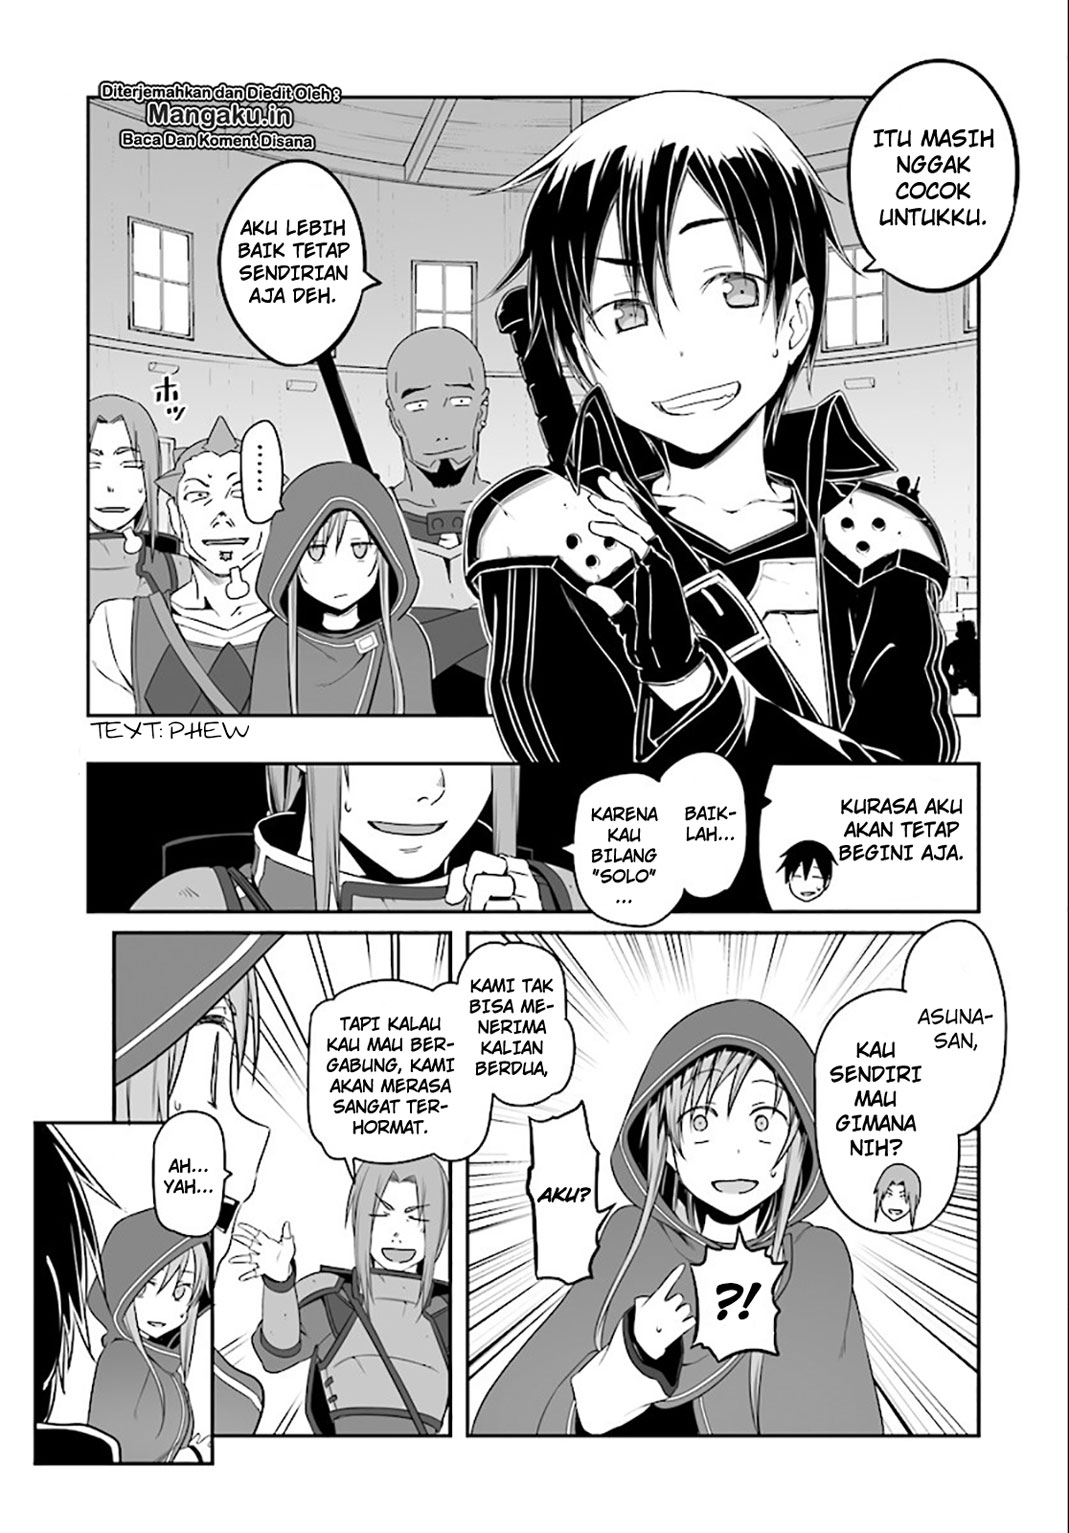 Diterjemahkan dan Diedit Oleh :
Mangaku.in
Baca Dan Koment Disana
ITU MASIH
NGGAK
COCOK
UNTUKKU.
AKU LEBIH
BAIK TETAP
SENDIRIAN
AJA DEH.
ホッ
........
TEXT: PHEW
KURASA AKU
AKAN TETAP
BEGINI AJA.
BAIK-
LAH...
KARENA
KAU
BILANG
"SOLO"
...
ASUNA-
SAN,
KAU
SENDIRI
MAU
GIMANA
NIH?
?!
AKU?
KAMI TAK
BISA ME-
NERIMA
KALIAN
BERDUA,
TAPI KALAU
KAU MAU BER-
GABUNG, KAMI
AKAN MERASA
SANGAT TER-
HORMAT.
AH...
YAH...